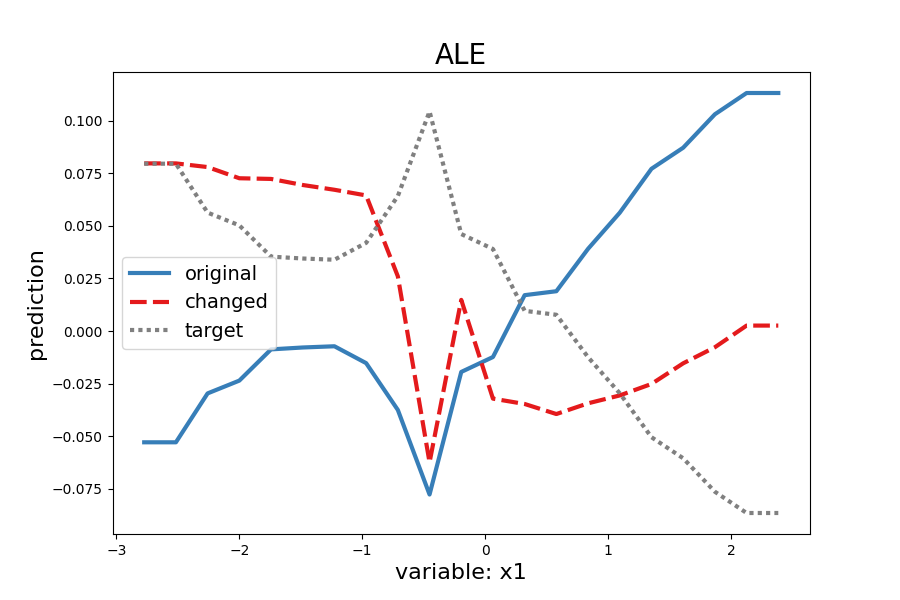 ALE
prediction
0.100
0.075
0.050
0.025
0.000
−0.025
−0.050
−0.075
original
changed
target
−3 −2 −1 0 1 2
variable: x1